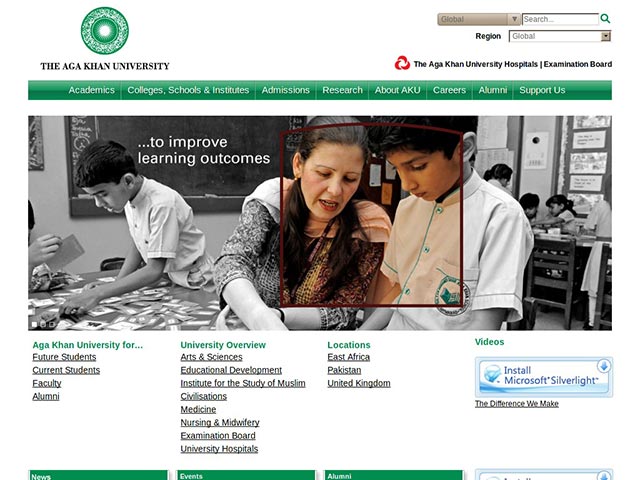 THE AGA KHAN UNIVERSITY
Global
Search...
Region
Global
The Aga Khan University Hospitals | Examination Board
Academics
Colleges, Schools & Institutes
Admissions
Research
About AKU
Careers
Alumni
Support Us
...to improve
learning outcomes
Aga Khan University for...
Future Students
Current Students
Faculty
Alumni
University Overview
Arts & Sciences
Educational Development
Institute for the Study of Muslim
Civilisations
Medicine
Nursing & Midwifery
Examination Board
University Hospitals
Locations
East Africa
Pakistan
United Kingdom
Videos
Install
Microsoft Silverlight™
The Difference We Make
News
Events
Alumni